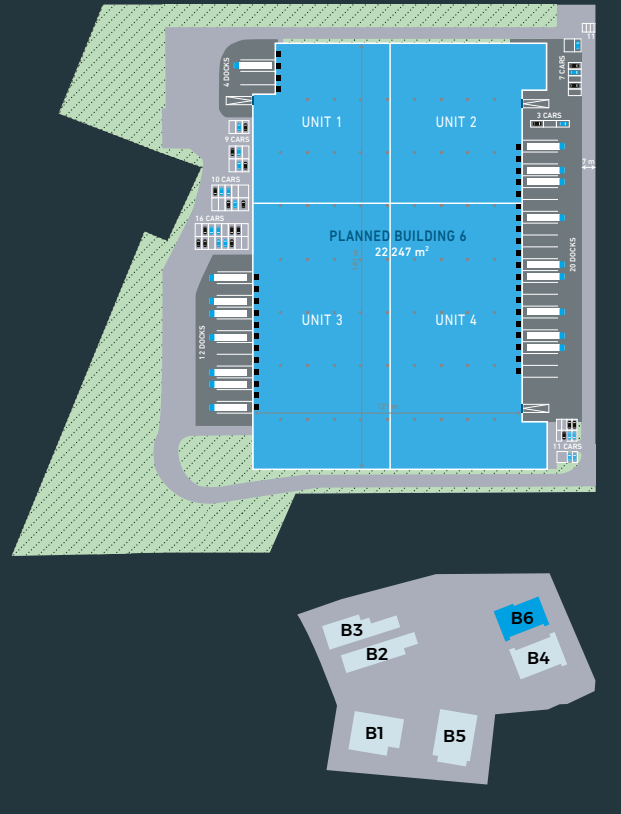 11
4 DOCKS
7 CARS
UNIT 1
UNIT 2
3 CARS
9 CARS
7 m
10 CARS
16 CARS
PLANNED BUILDING 6
22 247 m²
20 DOCKS
UNIT 3
UNIT 4
12 DOCKS
11 CARS
B3
B2
B6
B4
B1
B5